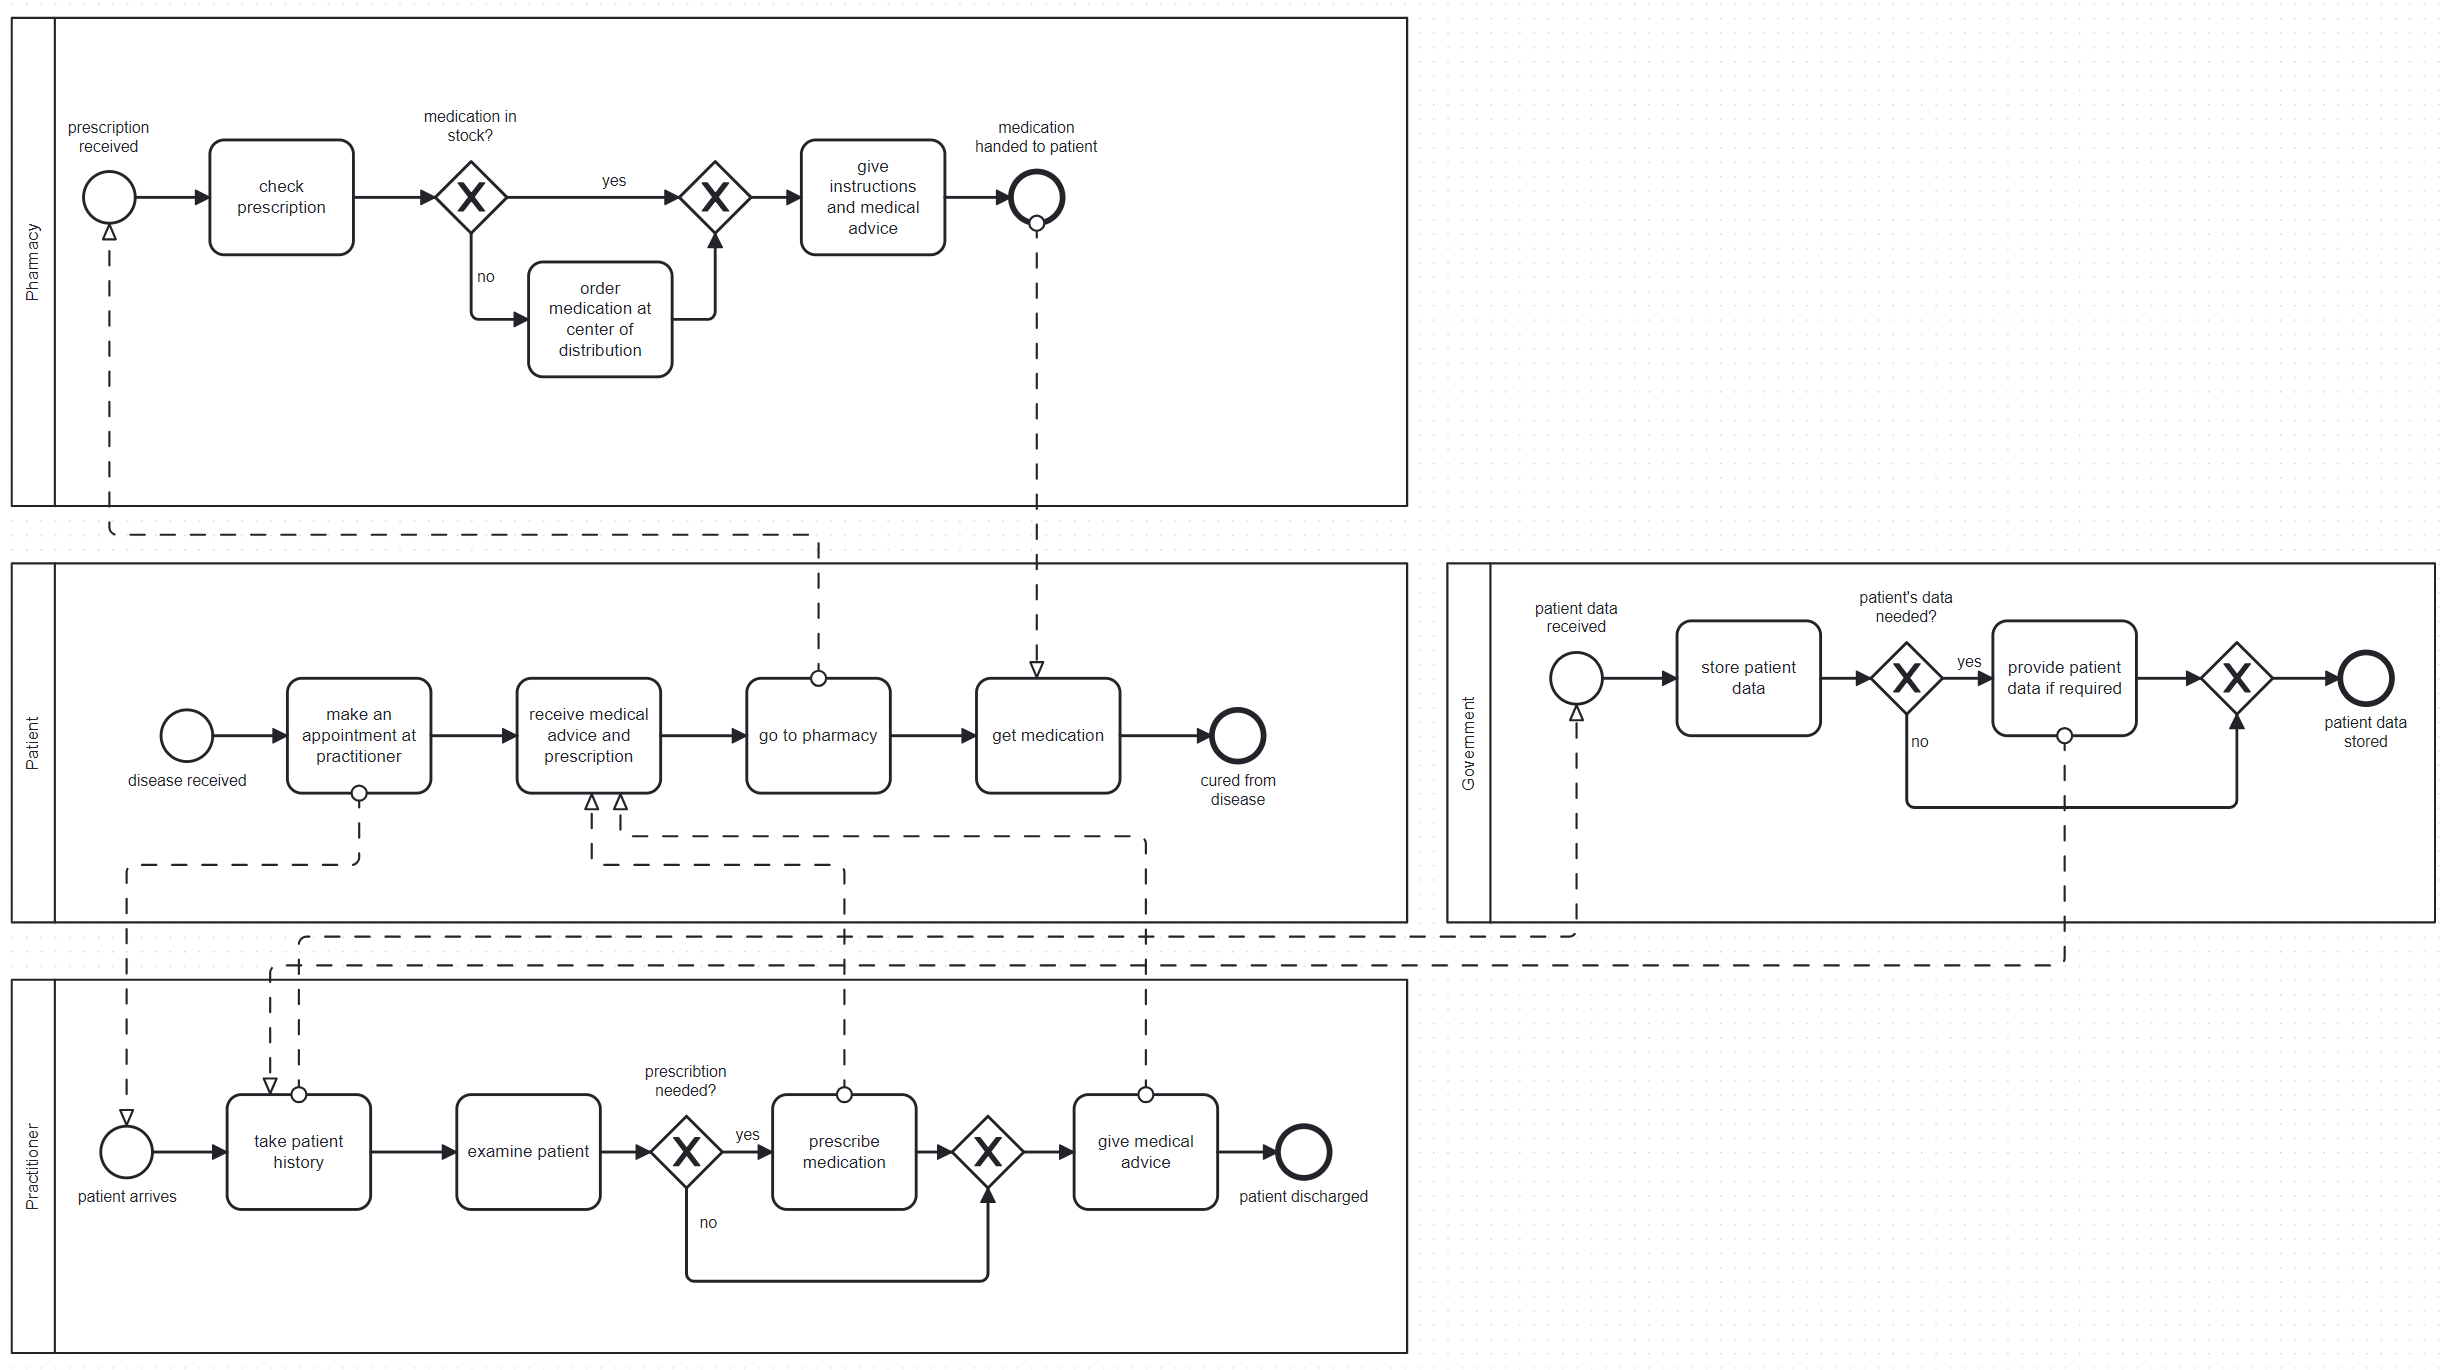 Pharmacy
prescription
received
check
prescription
medication in
stock?
yes
no
order
medication at
center of
distribution
give
instructions
and medical
advice
medication
handed to patient
Patient
disease received
make an
appointment at
practitioner
receive medical
advice and
prescription
go to pharmacy
get medication
cured from
disease
Government
patient data
received
store patient
data
patient's data
needed?
yes
no
provide patient
data if required
patient data
stored
Practitioner
patient arrives
take patient
history
examine patient
prescribtion
needed?
yes
no
prescribe
medication
give medical
advice
patient discharged